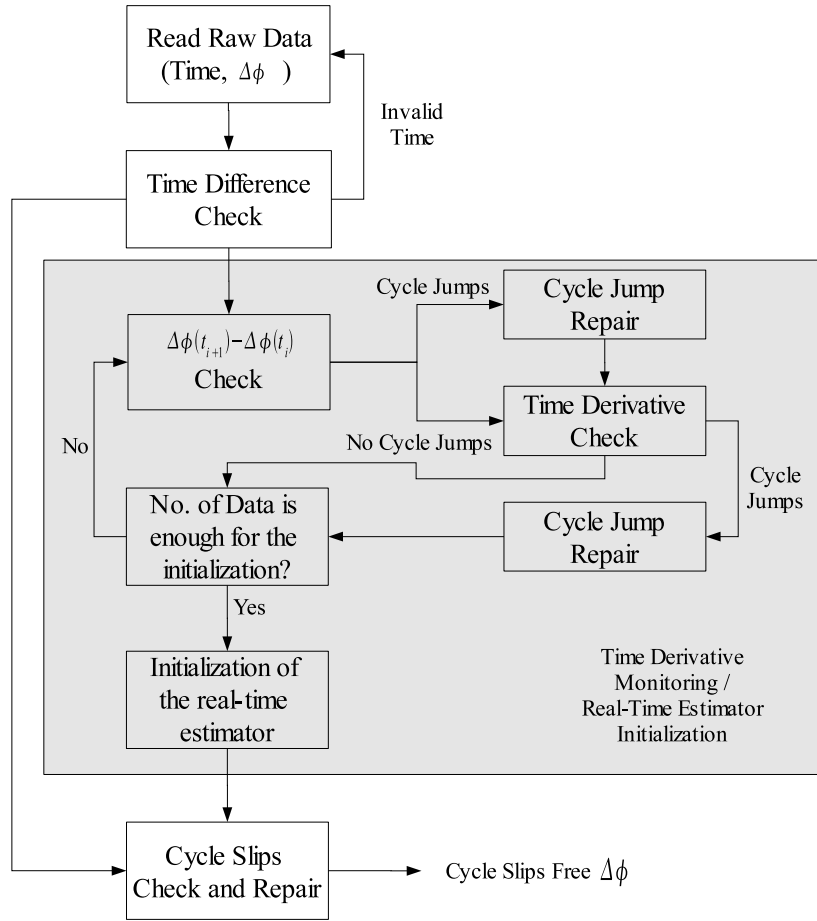 Read Raw Data
(Time, Δϕ )
Invalid
Time
Time Difference
Check
Cycle Jumps
Cycle Jump
Repair
Δϕ(t_{i+1})−Δϕ(t_i)
Check
Time Derivative
Check
No Cycle Jumps
No
Cycle
Jumps
No. of Data is
enough for the
initialization?
Cycle Jump
Repair
Yes
Initialization of
the real-time
estimator
Time Derivative
Monitoring /
Real-Time Estimator
Initialization
Cycle Slips
Check and Repair
Cycle Slips Free Δϕ